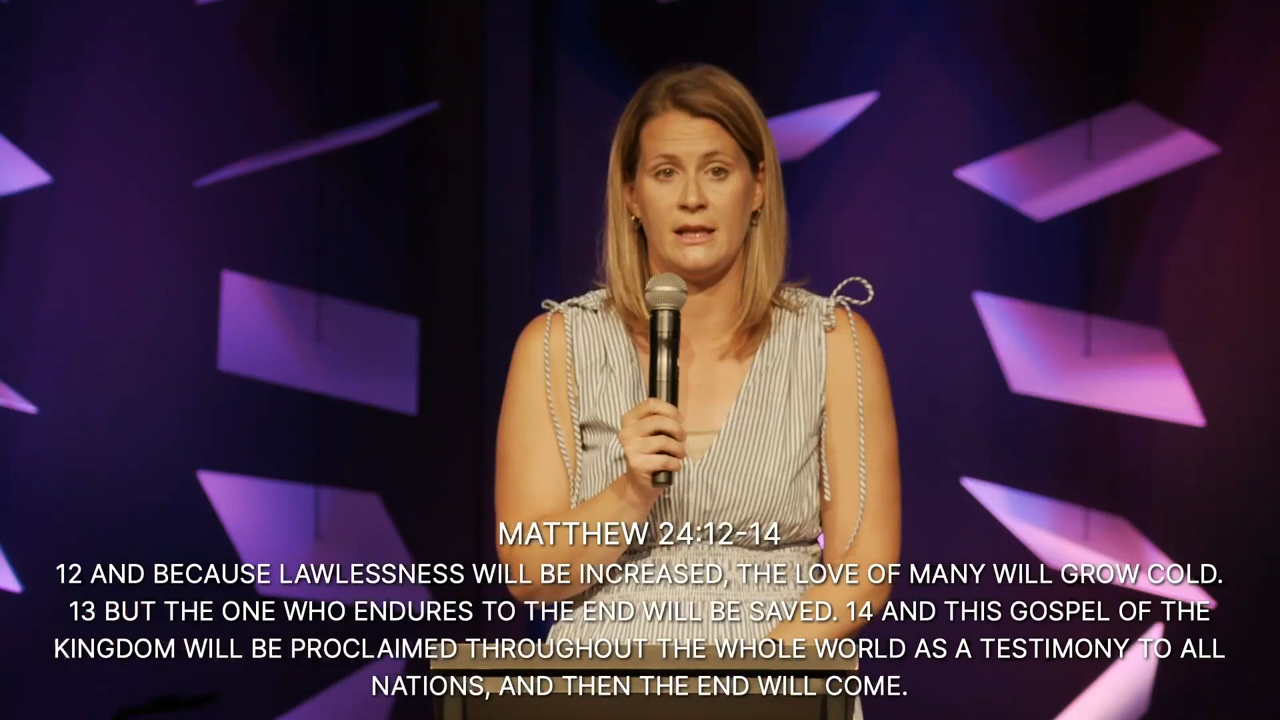 MATTHEW 24:12-14
12 AND BECAUSE LAWLESSNESS WILL BE INCREASED, THE LOVE OF MANY WILL GROW COLD.
13 BUT THE ONE WHO ENDURES TO THE END WILL BE SAVED. 14 AND THIS GOSPEL OF THE
KINGDOM WILL BE PROCLAIMED THROUGHOUT THE WHOLE WORLD AS A TESTIMONY TO ALL
NATIONS, AND THEN THE END WILL COME.